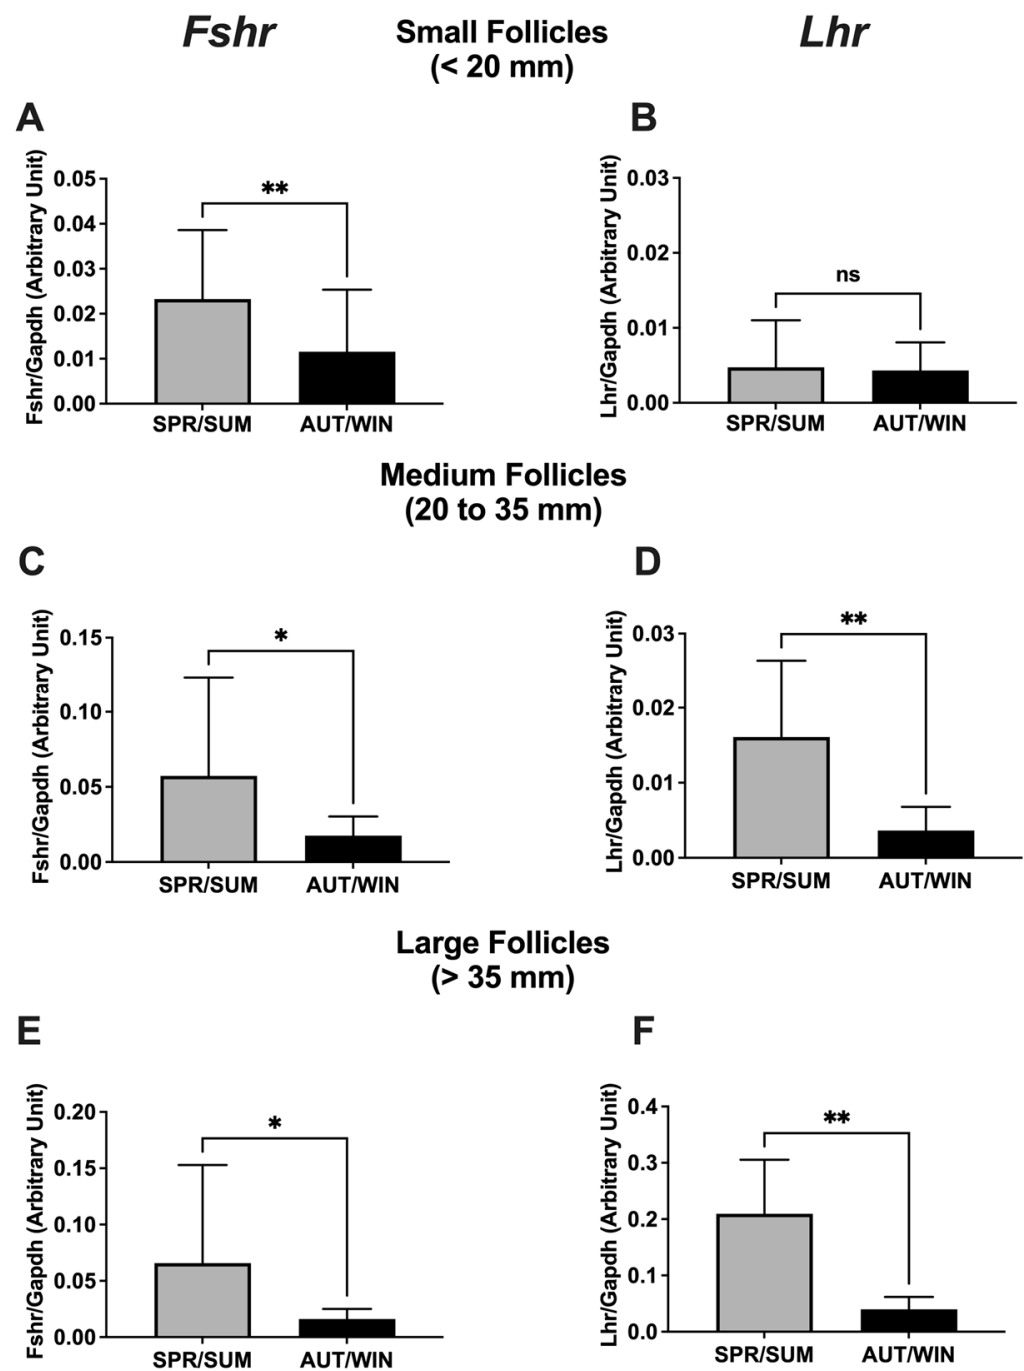 Fshr
Small Follicles
(< 20 mm)
Lhr
A
Fshr/Gapdh (Arbitrary Unit)
0.05
0.04
0.03
0.02
0.01
0.00
**
SPR/SUM
AUT/WIN
B
Lhr/Gapdh (Arbitrary Unit)
0.03
0.02
0.01
0.00
ns
SPR/SUM
AUT/WIN
Medium Follicles
(20 to 35 mm)
C
Fshr/Gapdh (Arbitrary Unit)
0.15
0.10
0.05
0.00
*
SPR/SUM
AUT/WIN
D
Lhr/Gapdh (Arbitrary Unit)
0.03
0.02
0.01
0.00
**
SPR/SUM
AUT/WIN
Large Follicles
(> 35 mm)
E
Fshr/Gapdh (Arbitrary Unit)
0.20
0.15
0.10
0.05
0.00
*
SPR/SUM
AUT/WIN
F
Lhr/Gapdh (Arbitrary Unit)
0.4
0.3
0.2
0.1
0.0
**
SPR/SUM
AUT/WIN